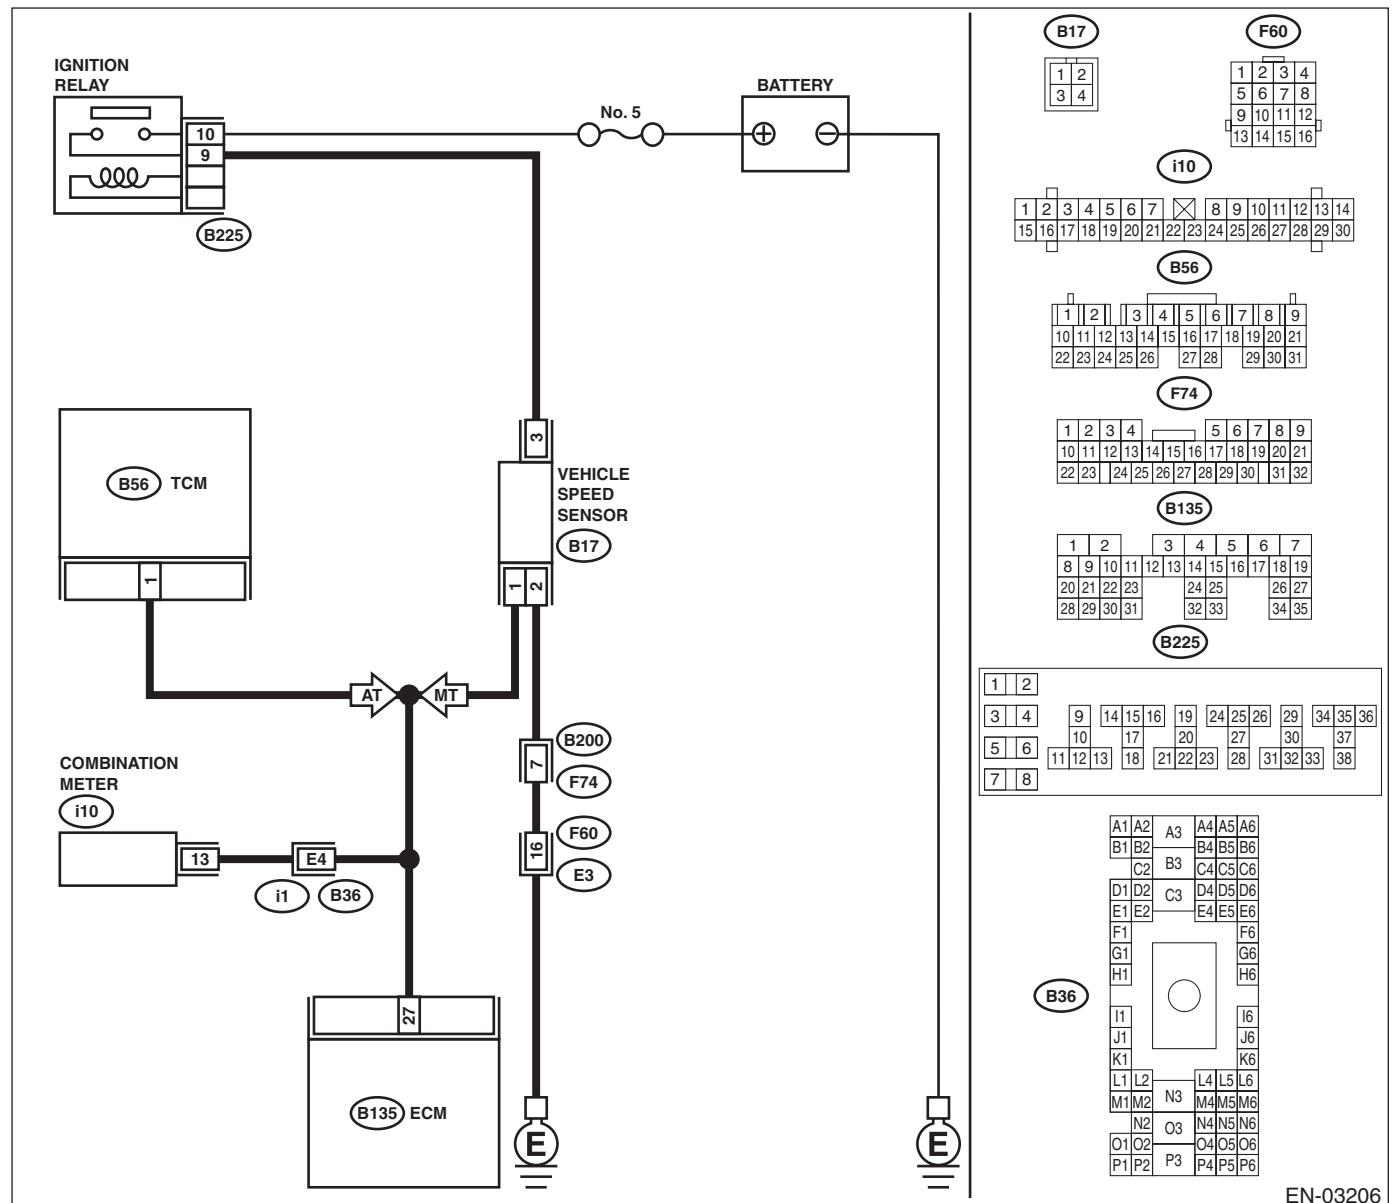 IGNITION
RELAY
10
9
B225
No. 5
BATTERY
+
−
3
VEHICLE
SPEED
SENSOR
B17
1 2
B56 TCM
1
AT
MT
B200
7
F74
COMBINATION
METER
i10
13
E4
i1
B36
F60
16
E3
27
B135 ECM
E
E
B17
1 2
3 4
F60
1 2 3 4
5 6 7 8
9 10 11 12
13 14 15 16
i10
1 2 3 4 5 6 7 8 9 10 11 12 13 14
15 16 17 18 19 20 21 22 23 24 25 26 27 28 29 30
B56
1 2 3 4 5 6 7 8 9
10 11 12 13 14 15 16 17 18 19 20 21
22 23 24 25 26 27 28 29 30 31
F74
1 2 3 4 5 6 7 8 9
10 11 12 13 14 15 16 17 18 19 20 21
22 23 24 25 26 27 28 29 30 31 32
B135
1 2 3 4 5 6 7
8 9 10 11 12 13 14 15 16 17 18 19
20 21 22 23 24 25 26 27
28 29 30 31 32 33 34 35
B225
1 2
3 4 9 14 15 16 19 24 25 26 29 34 35 36
10 17 20 27 30 37
5 6 11 12 13 18 21 22 23 28 31 32 33 38
7 8
B36
A1 A2 A3 A4 A5 A6
B1 B2 B3 B4 B5 B6
C2 C3 C4 C5 C6
D1 D2 D4 D5 D6
E1 E2 E4 E5 E6
F1 F6
G1 G6
H1 H6
I1 I6
J1 J6
K1 K6
L1 L2 L4 L5 L6
M1 M2 N3 M4 M5 M6
N2 O3 N4 N5 N6
O1 O2 O4 O5 O6
P1 P2 P3 P4 P5 P6
EN-03206